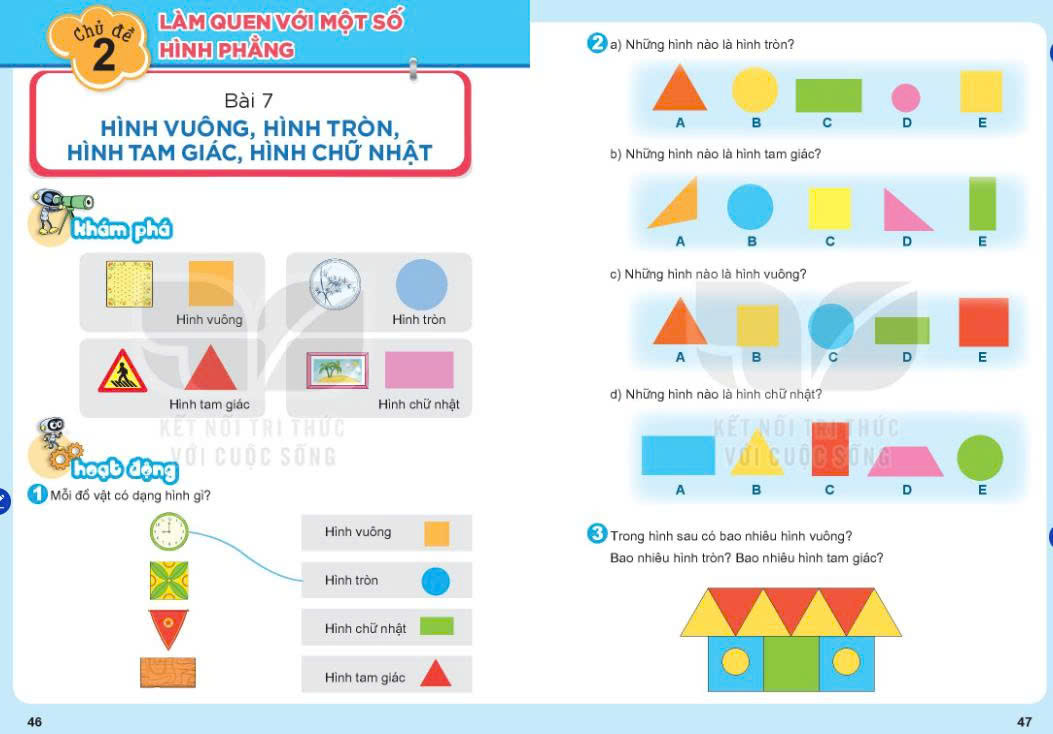 Chủ đề
2
LÀM QUEN VỚI MỘT SỐ
HÌNH PHẲNG
Bài 7
HÌNH VUÔNG, HÌNH TRÒN,
HÌNH TAM GIÁC, HÌNH CHỮ NHẬT
khám phá
Hình vuông
Hình tròn
Hình tam giác
Hình chữ nhật
KẾT NỐI TRI THỨC
VỚI CUỘC SỐNG
hoạt động
1 Mỗi đồ vật có dạng hình gì?
Hình vuông
Hình tròn
Hình chữ nhật
Hình tam giác
46
2 a) Những hình nào là hình tròn?
A B C D E
b) Những hình nào là hình tam giác?
A B C D E
c) Những hình nào là hình vuông?
A B C D E
d) Những hình nào là hình chữ nhật?
KẾT NỐI TRI THỨC
VỚI CUỘC SỐNG
A B C D E
3 Trong hình sau có bao nhiêu hình vuông?
Bao nhiêu hình tròn? Bao nhiêu hình tam giác?
47